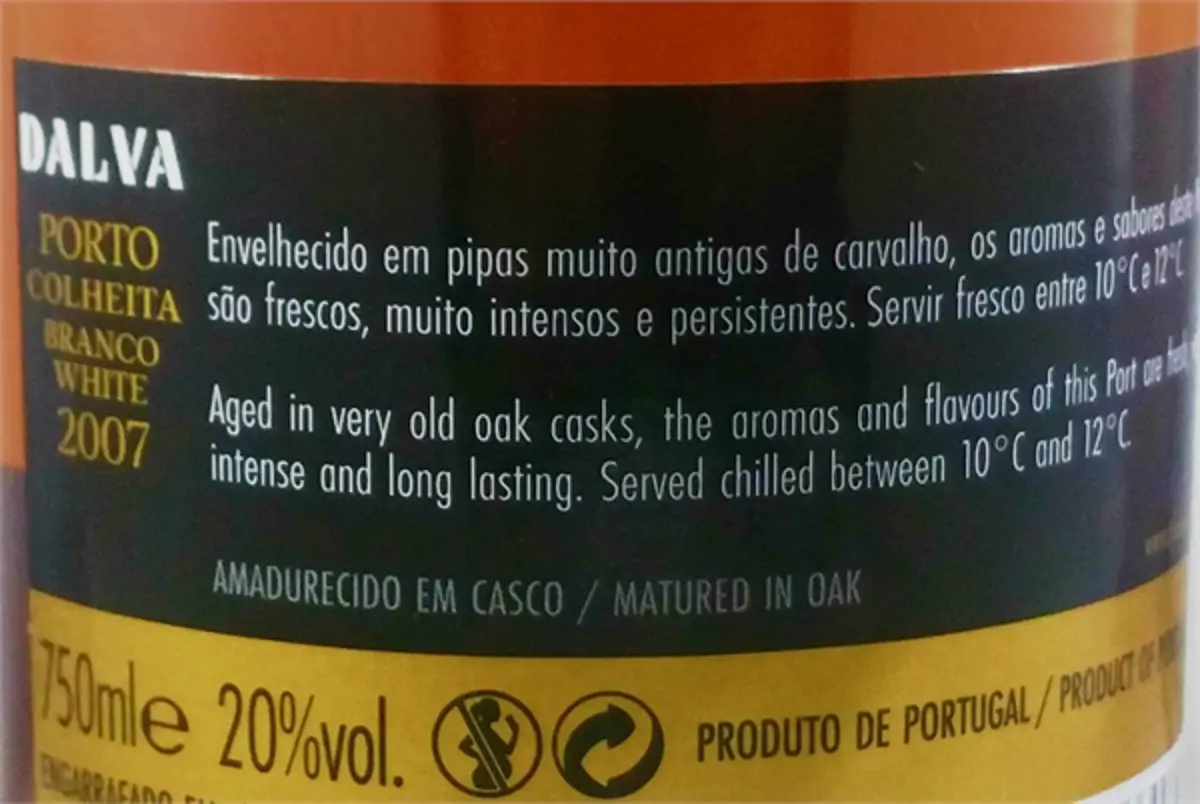 DALVA
PORTO
COLHEITA
BRANCO
WHITE
2007
Envelhecido em pipas muito antigas de carvalho, os aromas e sabores
são frescos, muito intensos e persistentes. Servir fresco entre 10°C e 12°C
Aged in very old oak casks, the aromas and flavours of this Port are
intense and long lasting. Served chilled between 10°C and 12°C
AMADURECIDO EM CASCO / MATURED IN OAK
750ml e 20%vol.
PRODUTO DE PORTUGAL / PRODUCT OF
ENGARRAFADO